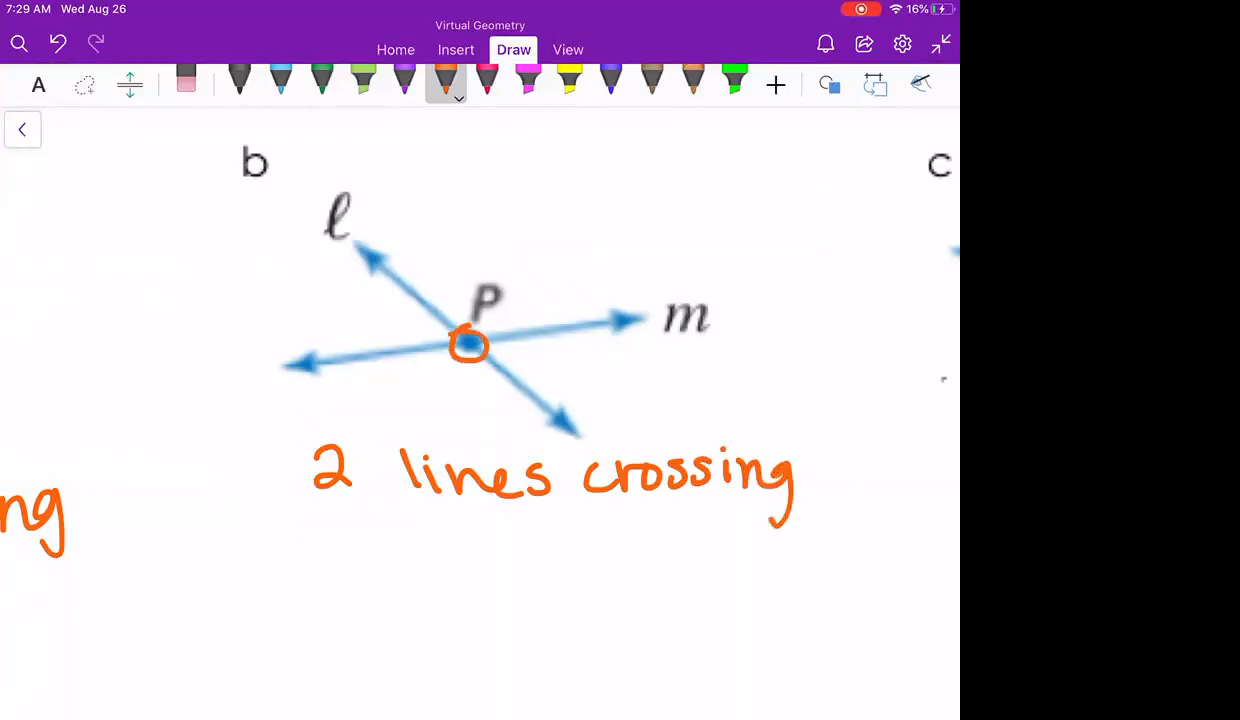 7:29 AM Wed Aug 26
16%
Virtual Geometry
Home Insert Draw View
A
b
c
ℓ
P
m
2 lines crossing
ng